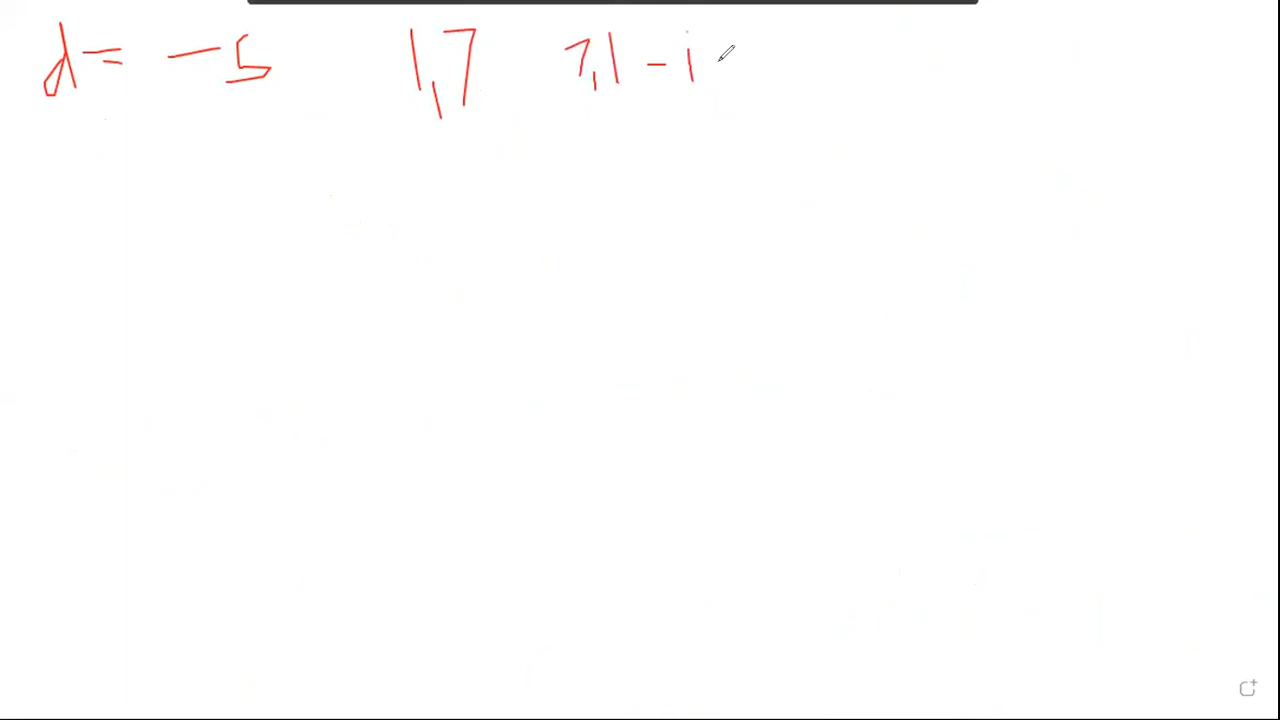 d = -5 1,7 7,1 - i